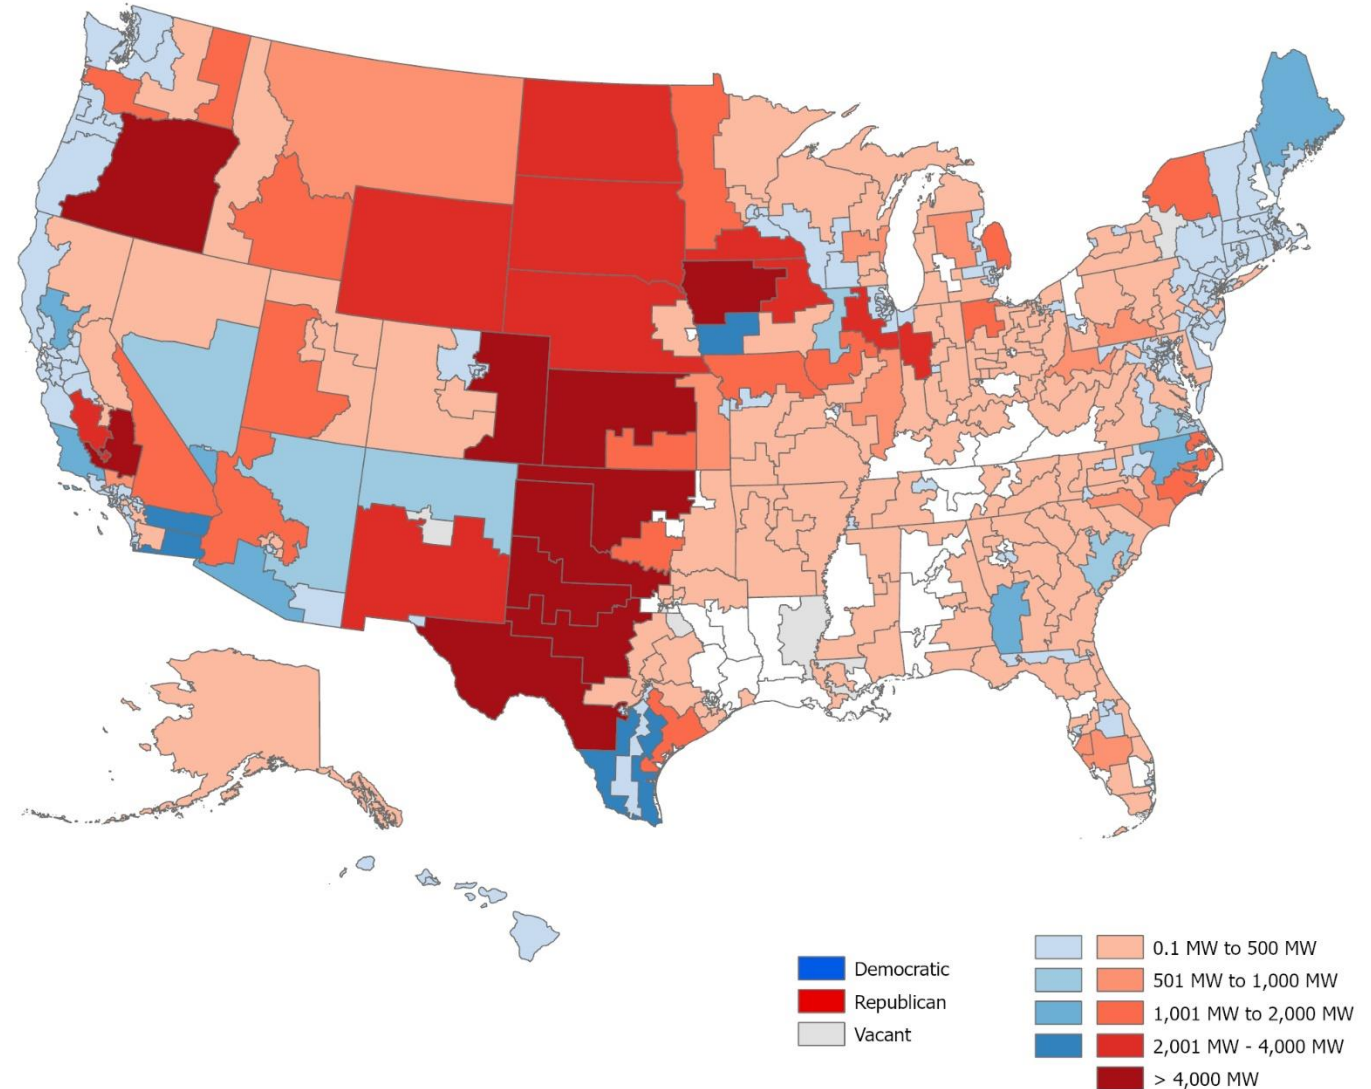 Democratic
Republican
Vacant
0.1 MW to 500 MW
501 MW to 1,000 MW
1,001 MW to 2,000 MW
2,001 MW - 4,000 MW
> 4,000 MW